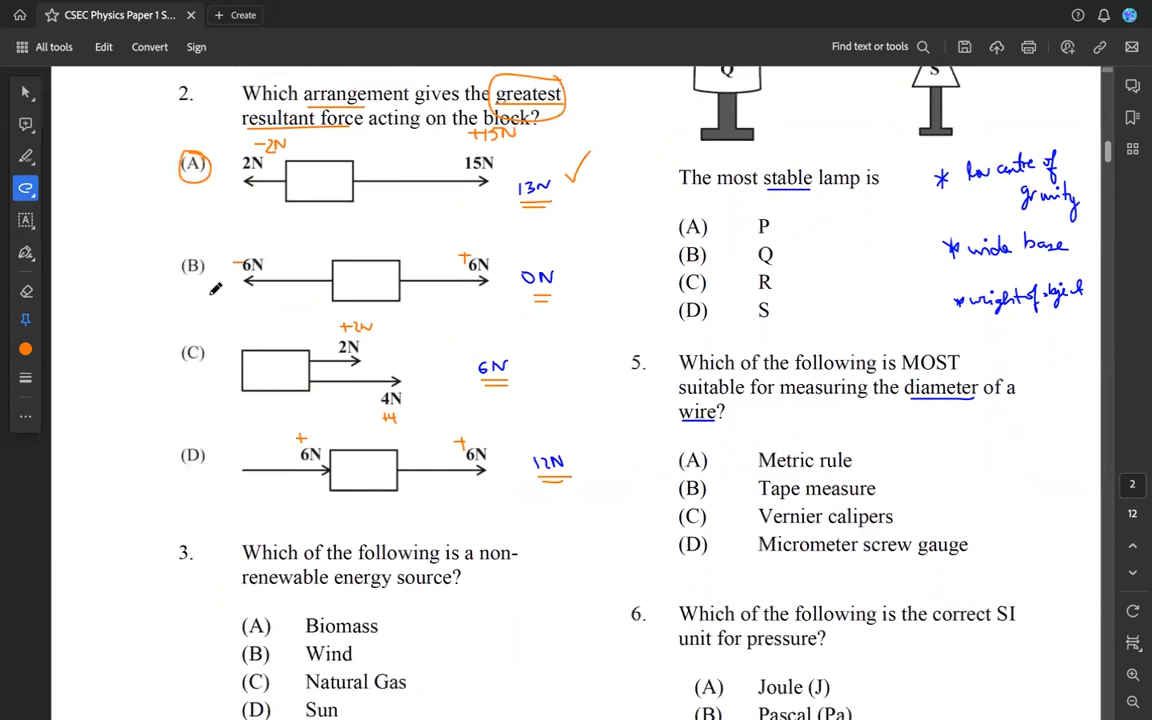 CSEC Physics Paper 1 S...
Create
All tools
Edit
Convert
Sign
Find text or tools
2. Which arrangement gives the greatest
resultant force acting on the block?
-2N
+15N
(A) 2N 15N
13N
(B) -6N +6N
0N
+2N
(C) 2N
6N
4N
+4
+ +
(D) 6N 6N
12N
3. Which of the following is a non-
renewable energy source?
(A) Biomass
(B) Wind
(C) Natural Gas
(D) Sun
Q S
The most stable lamp is
* low centre of
gravity
(A) P
(B) Q
* wide base
(C) R
* weight of object
(D) S
5. Which of the following is MOST
suitable for measuring the diameter of a
wire?
(A) Metric rule
(B) Tape measure
(C) Vernier calipers
(D) Micrometer screw gauge
6. Which of the following is the correct SI
unit for pressure?
(A) Joule (J)
(B) Pascal (Pa)
2
12